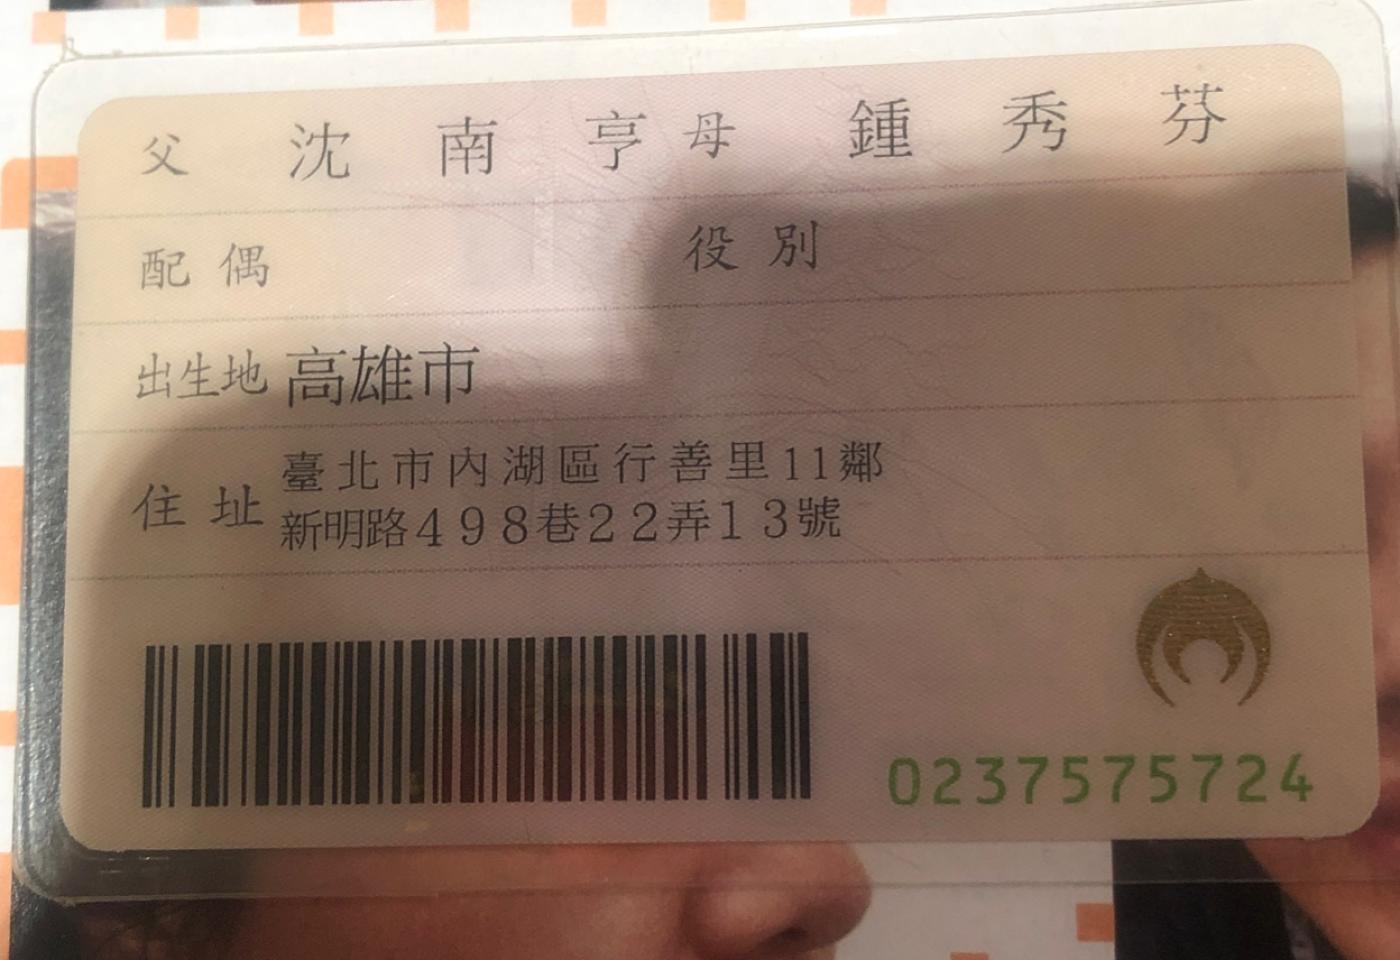 父 沈南亨 母 鍾秀芬
配偶 役別
出生地 高雄市
住址 臺北市內湖區行善里11鄰
新明路498巷22弄13號
0237575724